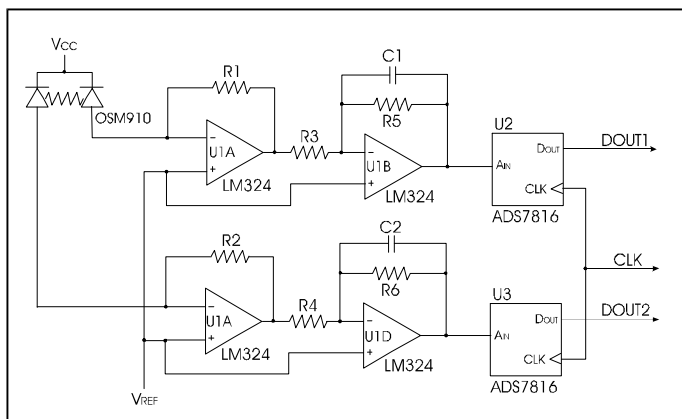 VCC
OSM910
R1
U1A
LM324
R3
C1
R5
U1B
LM324
U2
AIN
DOUT
CLK
ADS7816
DOUT1
CLK
R2
U1A
LM324
R4
C2
R6
U1D
LM324
U3
AIN
DOUT
CLK
ADS7816
DOUT2
VREF